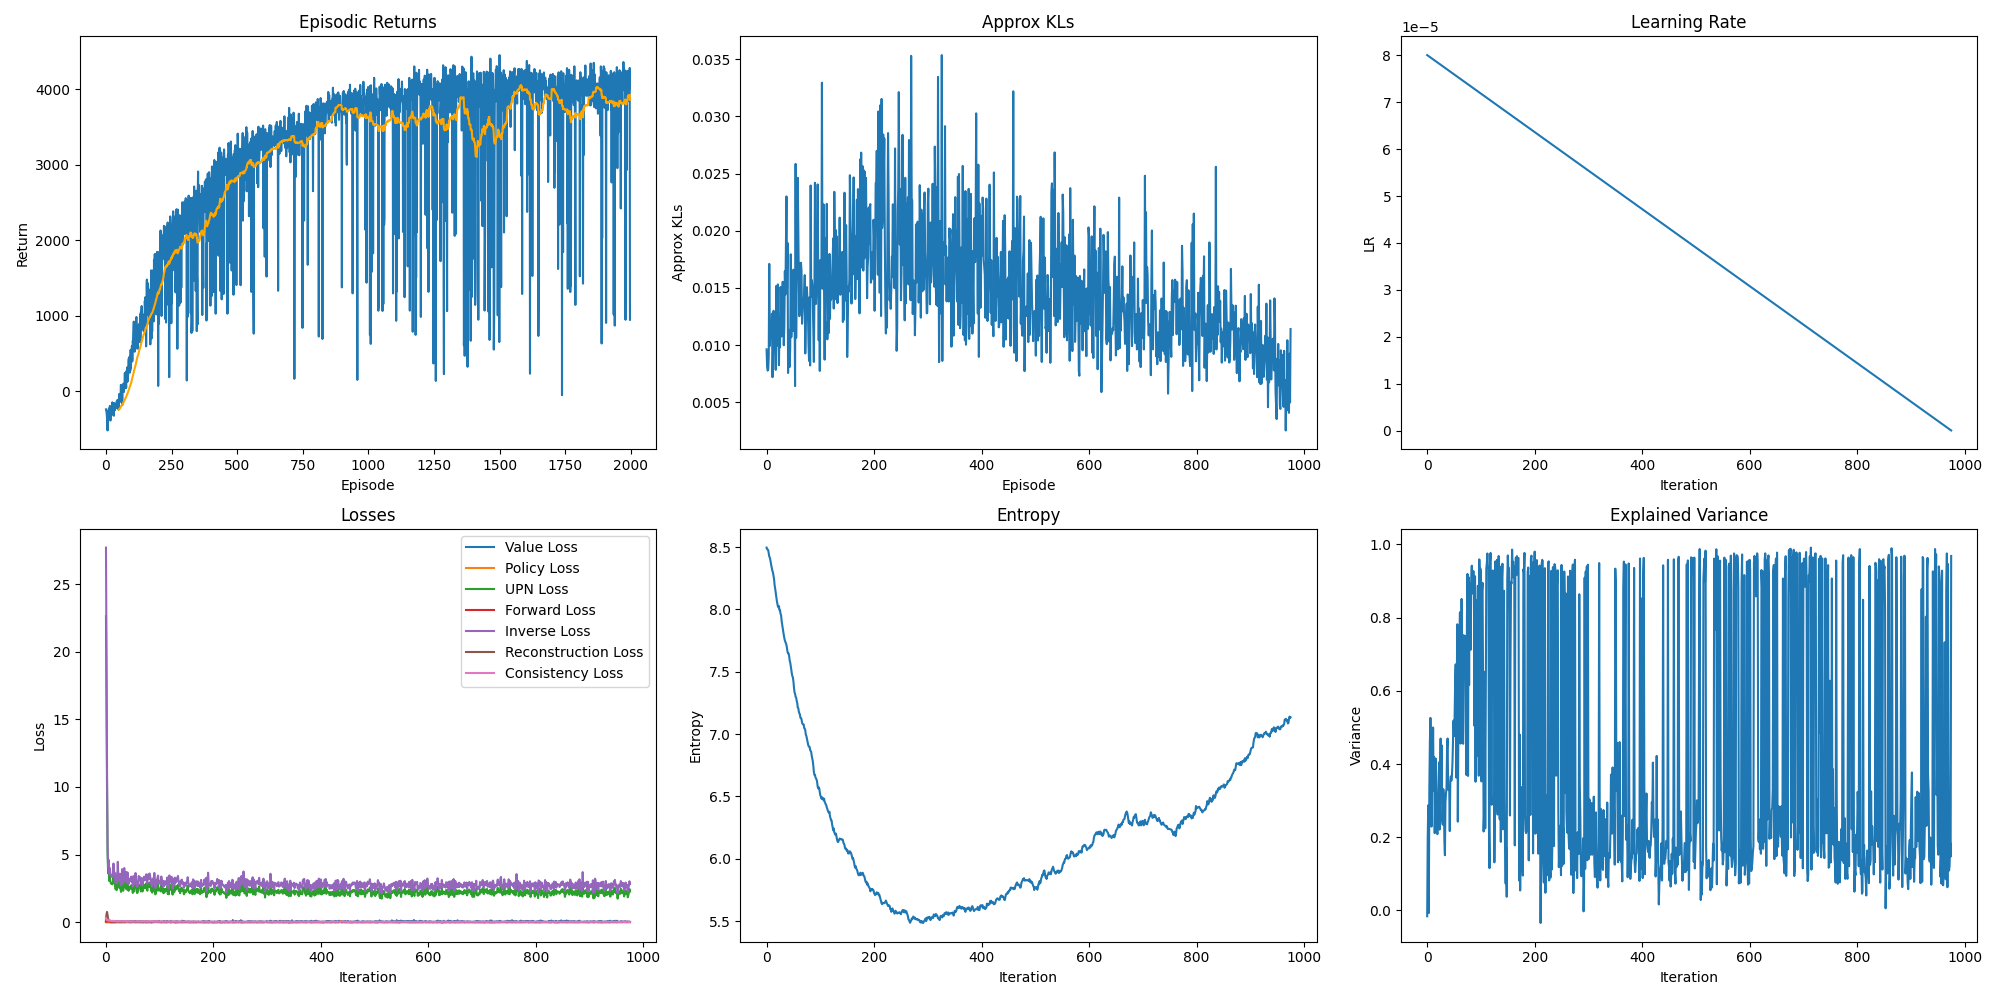 Episodic Returns
Return
4000
3000
2000
1000
0
0 250 500 750 1000 1250 1500 1750 2000
Episode
Approx KLs
Approx KLs
0.035
0.030
0.025
0.020
0.015
0.010
0.005
0 200 400 600 800 1000
Episode
Learning Rate
1e−5
LR
8
7
6
5
4
3
2
1
0
0 200 400 600 800 1000
Iteration
Losses
Loss
25
20
15
10
5
0
Value Loss
Policy Loss
UPN Loss
Forward Loss
Inverse Loss
Reconstruction Loss
Consistency Loss
0 200 400 600 800 1000
Iteration
Entropy
Entropy
8.5
8.0
7.5
7.0
6.5
6.0
5.5
0 200 400 600 800 1000
Iteration
Explained Variance
Variance
1.0
0.8
0.6
0.4
0.2
0.0
0 200 400 600 800 1000
Iteration